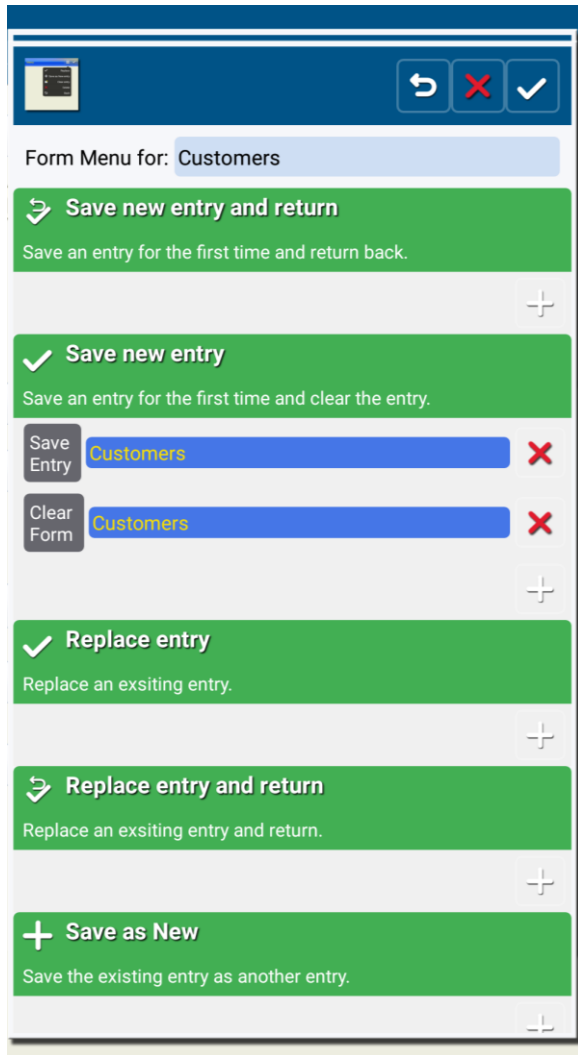 Form Menu for: Customers
Save new entry and return
Save an entry for the first time and return back.
Save new entry
Save an entry for the first time and clear the entry.
Save
Entry
Customers
Clear
Form
Customers
Replace entry
Replace an exsiting entry.
Replace entry and return
Replace an exsiting entry and return.
Save as New
Save the existing entry as another entry.